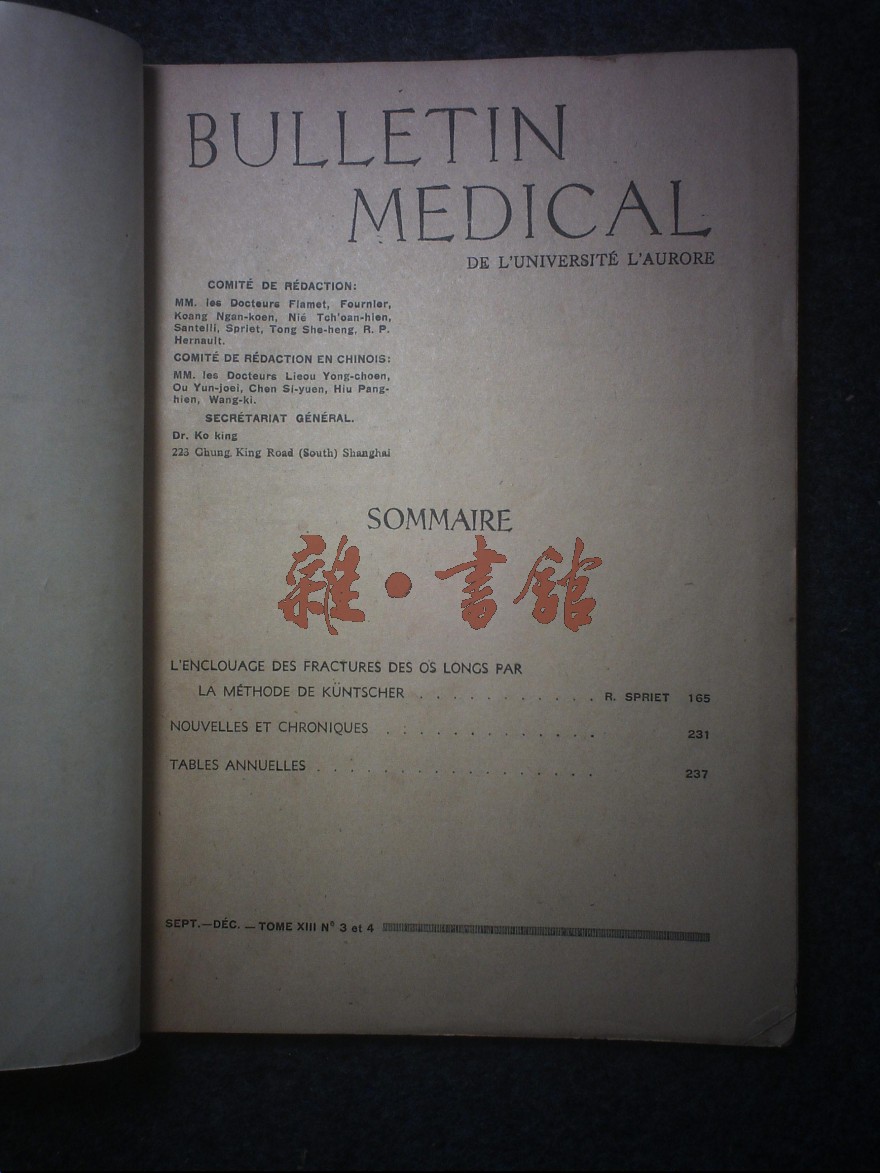 BULLETIN
MEDICAL
DE L'UNIVERSITÉ L'AURORE
COMITÉ DE RÉDACTION:
MM. les Docteurs Flamet, Fournier,
Koang Ngan-koen, Nié Tch'oan-hien,
Santelli, Spriet, Tong She-heng, R. P.
Hernault.
COMITÉ DE RÉDACTION EN CHINOIS:
MM. les Docteurs Lieou Yong-choen,
Ou Yun-joei, Chen Si-yuen, Hiu Pang-
hien, Wang-ki.
SECRÉTARIAT GÉNÉRAL.
Dr. Ko king
223 Chung King Road (South) Shanghai
SOMMAIRE
雜·書館
L'ENCLOUAGE DES FRACTURES DES OS LONGS PAR
LA MÉTHODE DE KÜNTSCHER . . . . . . . . . . . R. SPRIET 165
NOUVELLES ET CHRONIQUES . . . . . . . . . . . . . 231
TABLES ANNUELLES . . . . . . . . . . . . . . . . . 237
SEPT.—DÉC. — TOME XIII N° 3 et 4